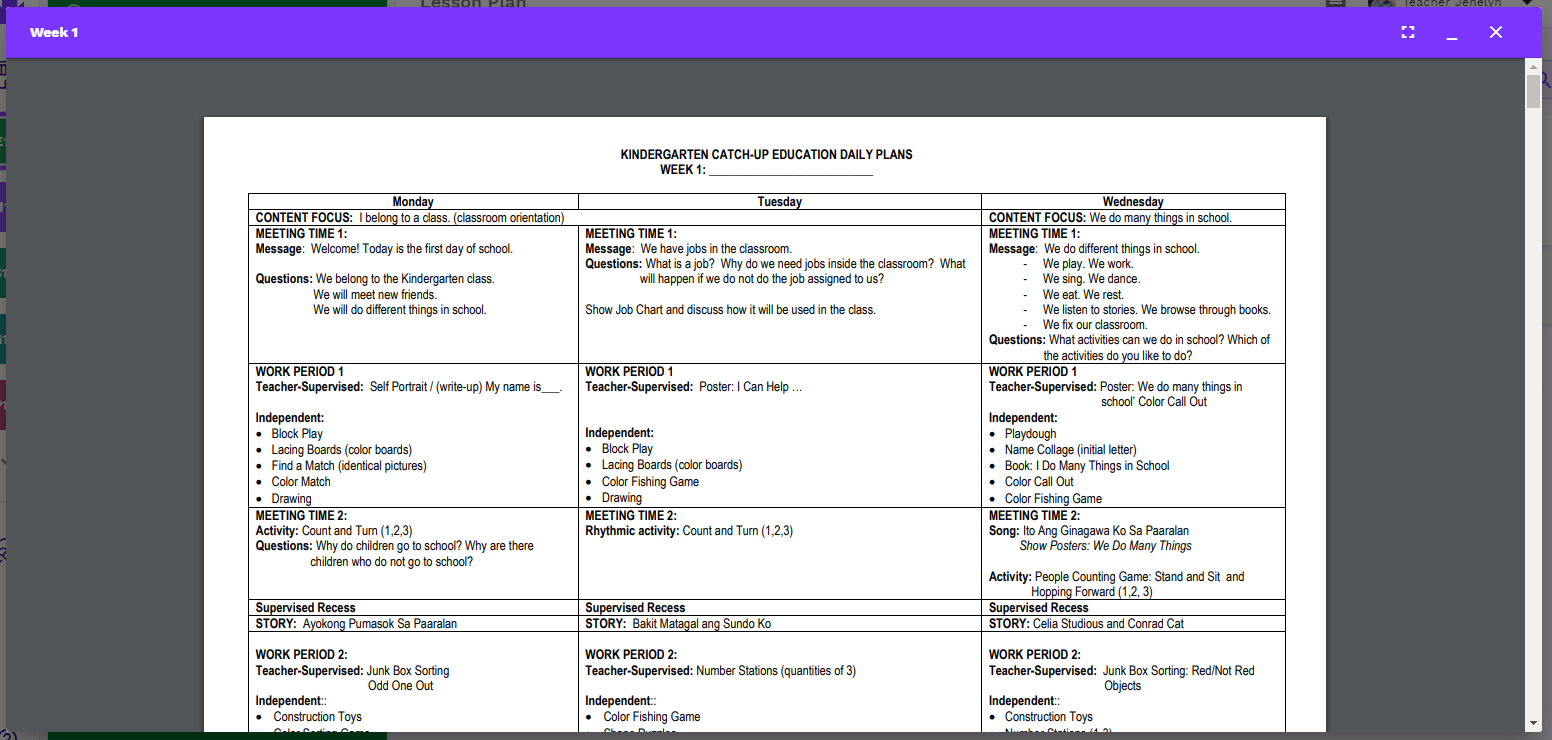 Lesson Plan
Teacher Jenelyn
Week 1
KINDERGARTEN CATCH-UP EDUCATION DAILY PLANS
WEEK 1: _________________________
Monday
Tuesday
Wednesday
CONTENT FOCUS: I belong to a class. (classroom orientation)
CONTENT FOCUS: We do many things in school.
MEETING TIME 1:
Message: Welcome! Today is the first day of school.
Questions: We belong to the Kindergarten class.
We will meet new friends.
We will do different things in school.
MEETING TIME 1:
Message: We have jobs in the classroom.
Questions: What is a job? Why do we need jobs inside the classroom? What
will happen if we do not do the job assigned to us?
Show Job Chart and discuss how it will be used in the class.
MEETING TIME 1:
Message: We do different things in school.
- We play. We work.
- We sing. We dance.
- We eat. We rest.
- We listen to stories. We browse through books.
- We fix our classroom.
Questions: What activities can we do in school? Which of
the activities do you like to do?
WORK PERIOD 1
Teacher-Supervised: Self Portrait / (write-up) My name is___.
Independent:
• Block Play
• Lacing Boards (color boards)
• Find a Match (identical pictures)
• Color Match
• Drawing
WORK PERIOD 1
Teacher-Supervised: Poster: I Can Help …
Independent:
• Block Play
• Lacing Boards (color boards)
• Color Fishing Game
• Drawing
WORK PERIOD 1
Teacher-Supervised: Poster: We do many things in
school’ Color Call Out
Independent:
• Playdough
• Name Collage (initial letter)
• Book: I Do Many Things in School
• Color Call Out
• Color Fishing Game
MEETING TIME 2:
Activity: Count and Turn (1,2,3)
Questions: Why do children go to school? Why are there
children who do not go to school?
MEETING TIME 2:
Rhythmic activity: Count and Turn (1,2,3)
MEETING TIME 2:
Song: Ito Ang Ginagawa Ko Sa Paaralan
Show Posters: We Do Many Things
Activity: People Counting Game: Stand and Sit and
Hopping Forward (1,2, 3)
Supervised Recess
Supervised Recess
Supervised Recess
STORY: Ayokong Pumasok Sa Paaralan
STORY: Bakit Matagal ang Sundo Ko
STORY: Celia Studious and Conrad Cat
WORK PERIOD 2:
Teacher-Supervised: Junk Box Sorting
Odd One Out
Independent::
• Construction Toys
• Color Sorting Game
WORK PERIOD 2:
Teacher-Supervised: Number Stations (quantities of 3)
Independent::
• Color Fishing Game
• Shape Puzzles
WORK PERIOD 2:
Teacher-Supervised: Junk Box Sorting: Red/Not Red
Objects
Independent::
• Construction Toys
• Number Stations (1,3)